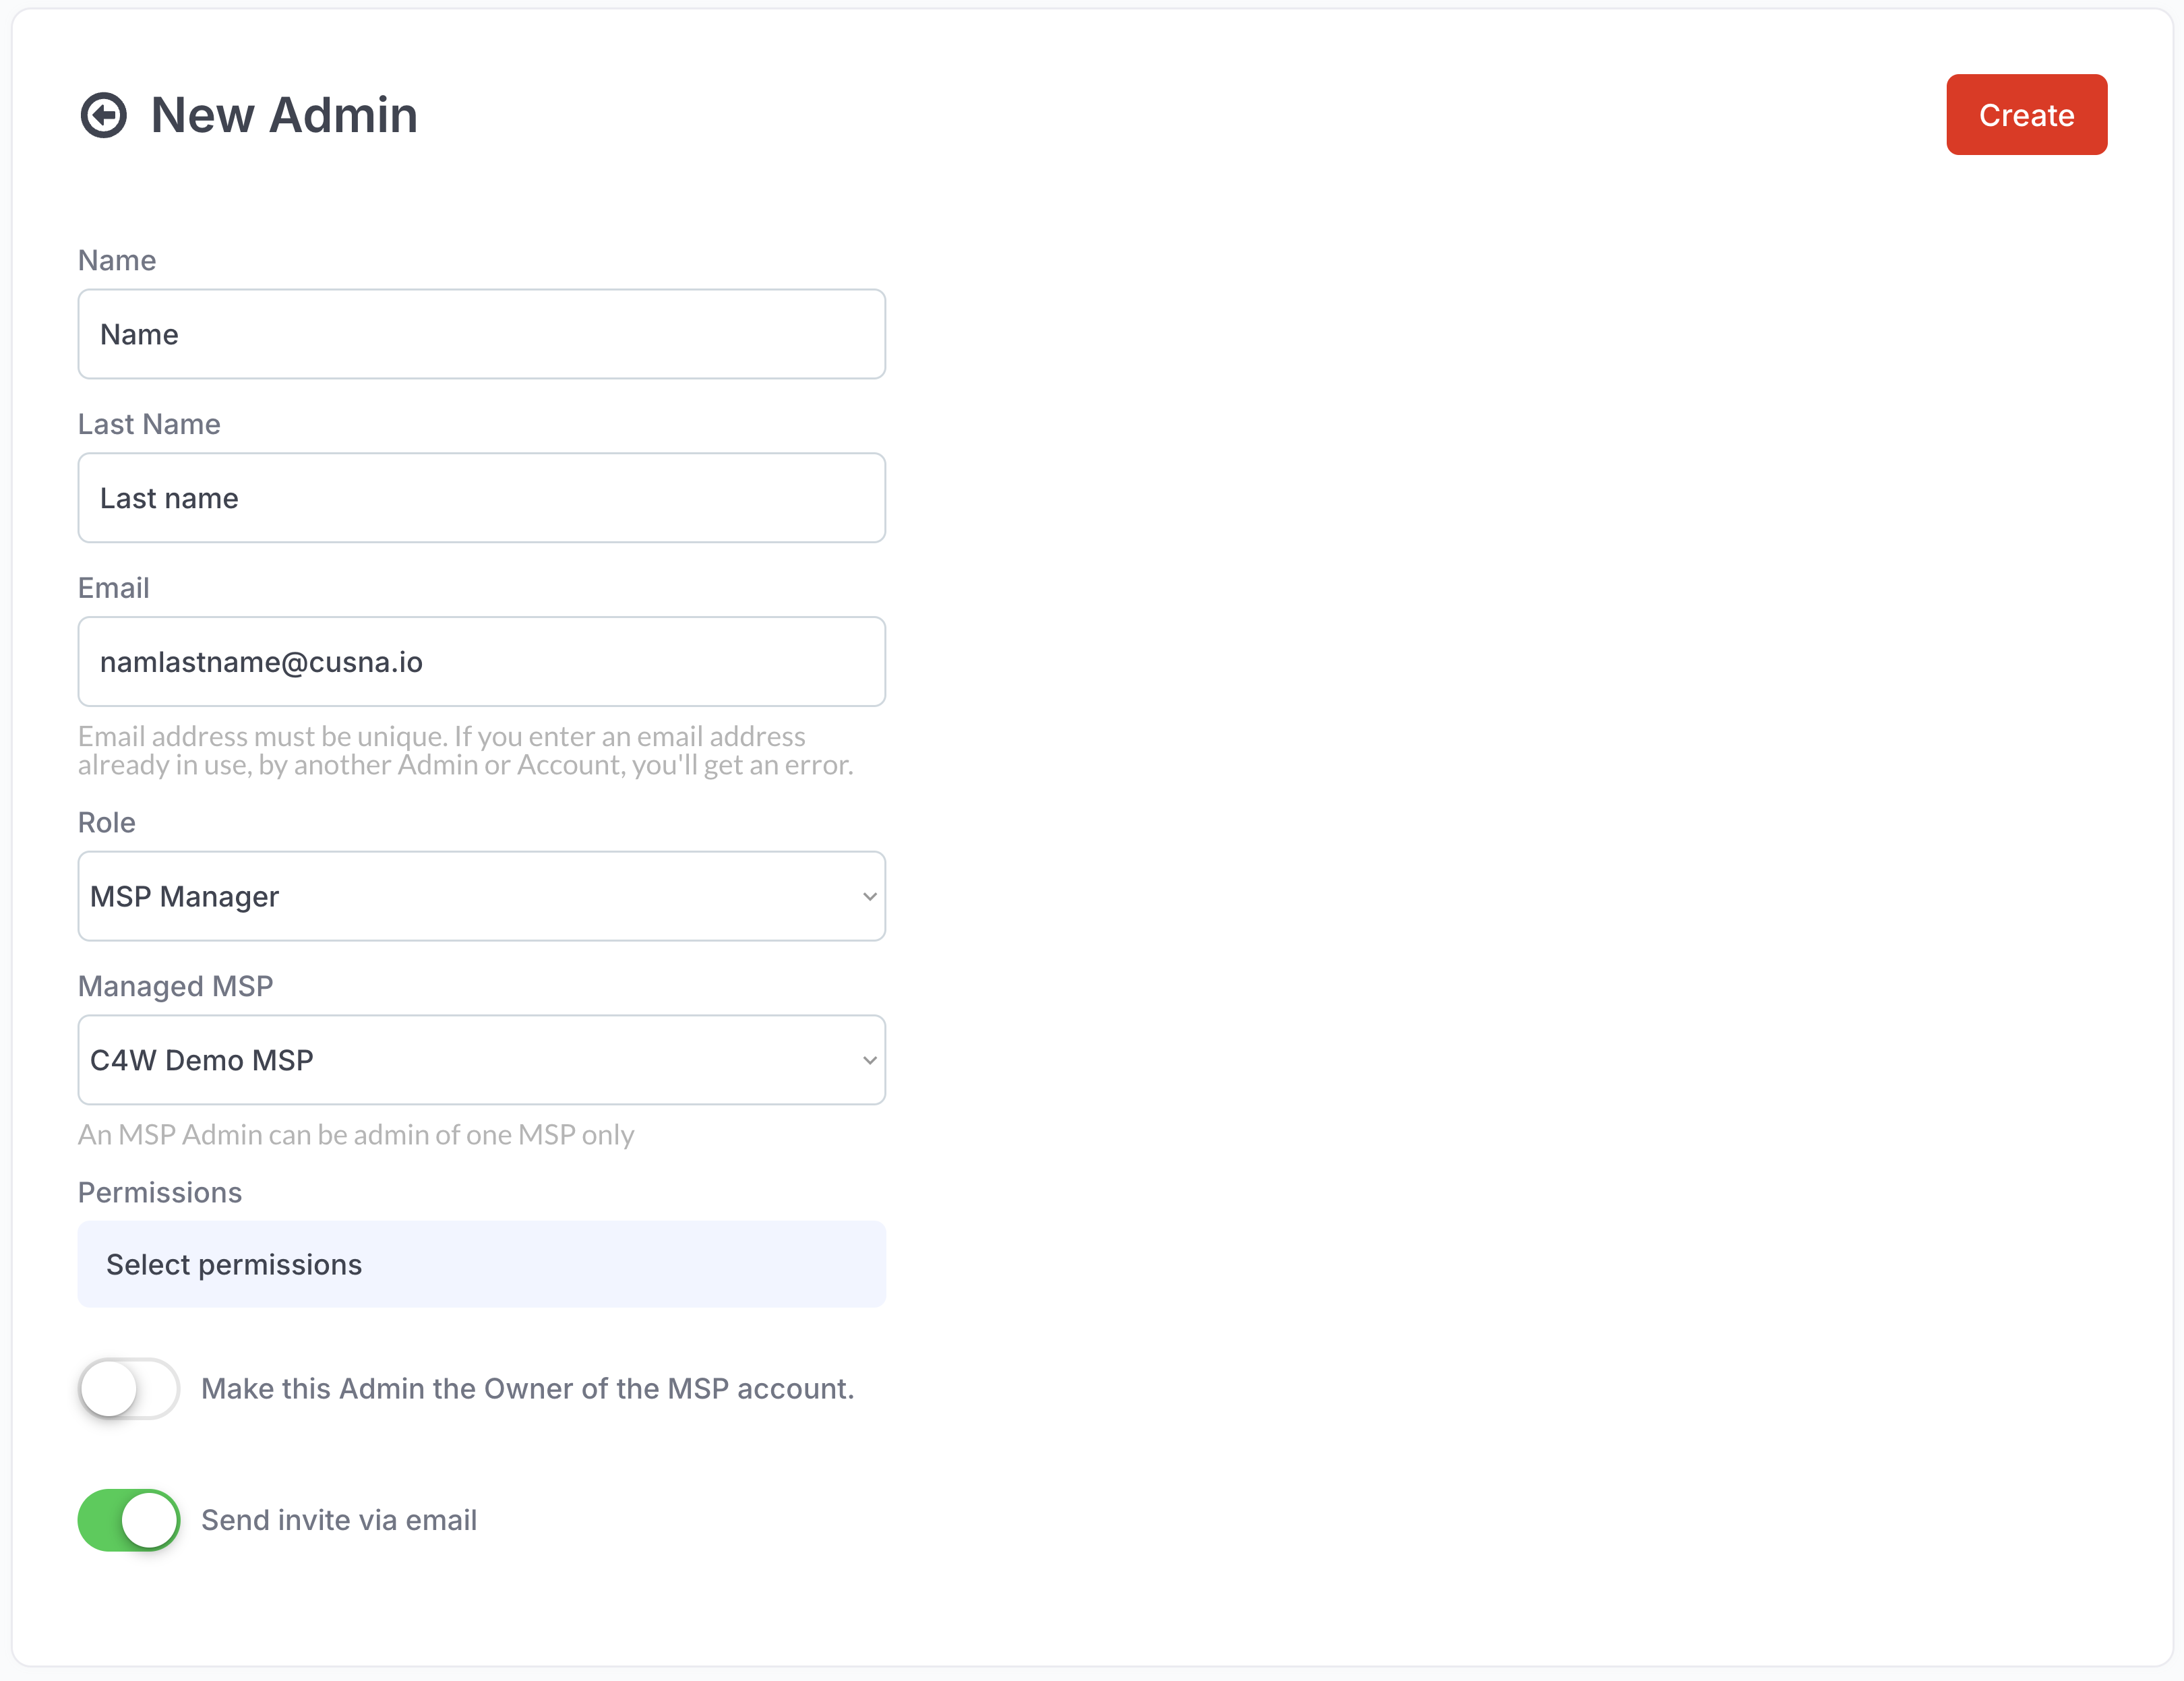 New Admin
Create
Name
Name
Last Name
Last name
Email
namlastname@cusna.io
Email address must be unique. If you enter an email address
already in use, by another Admin or Account, you'll get an error.
Role
MSP Manager
Managed MSP
C4W Demo MSP
An MSP Admin can be admin of one MSP only
Permissions
Select permissions
Make this Admin the Owner of the MSP account.
Send invite via email